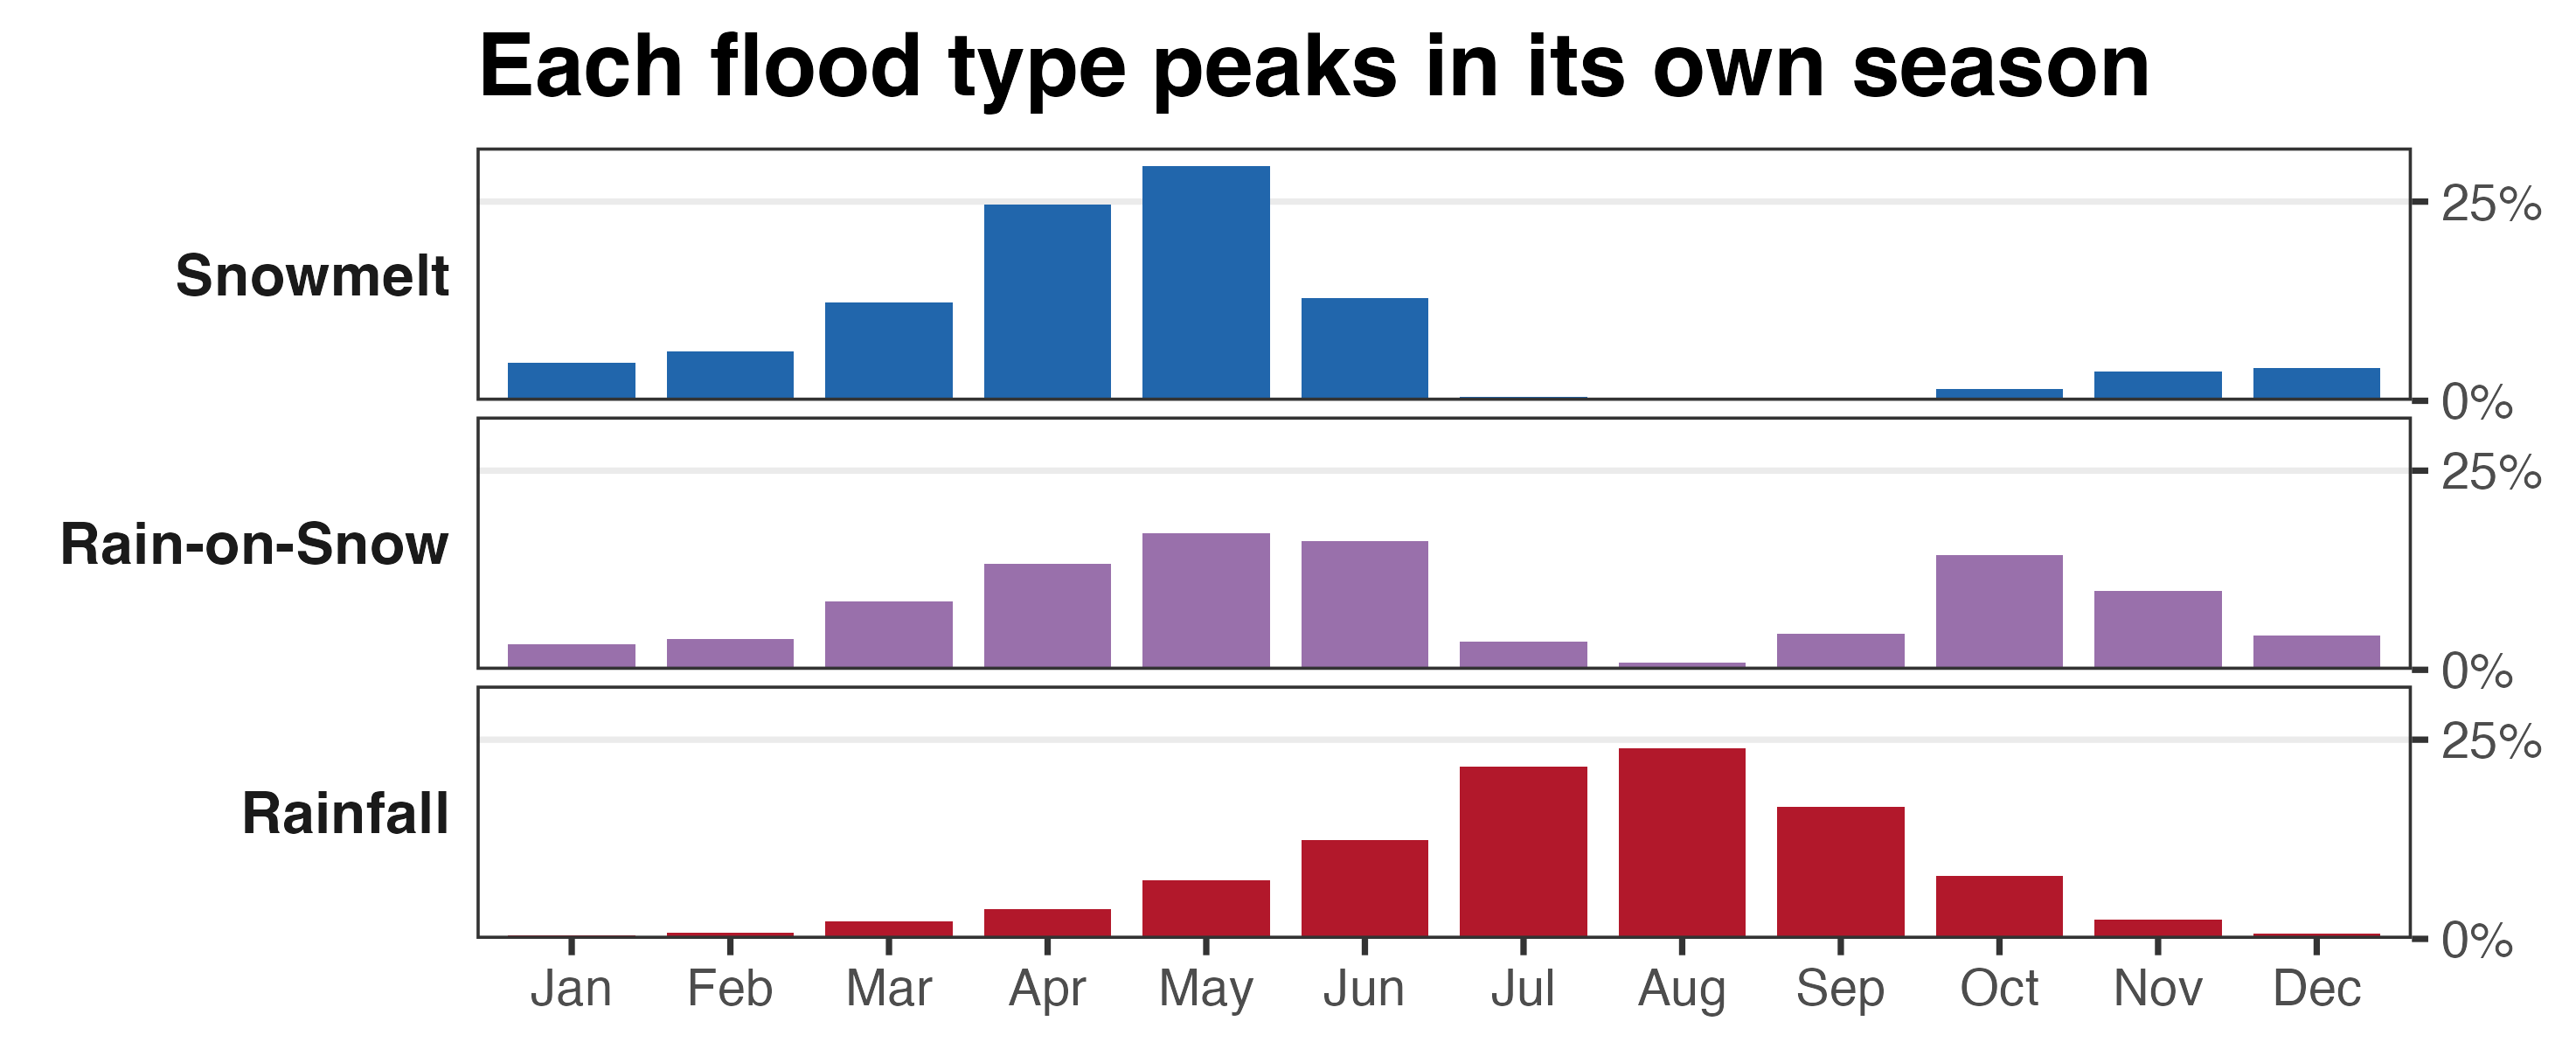 Each flood type peaks in its own season
Snowmelt
25%
0%
Rain-on-Snow
25%
0%
Rainfall
25%
0%
Jan Feb Mar Apr May Jun Jul Aug Sep Oct Nov Dec